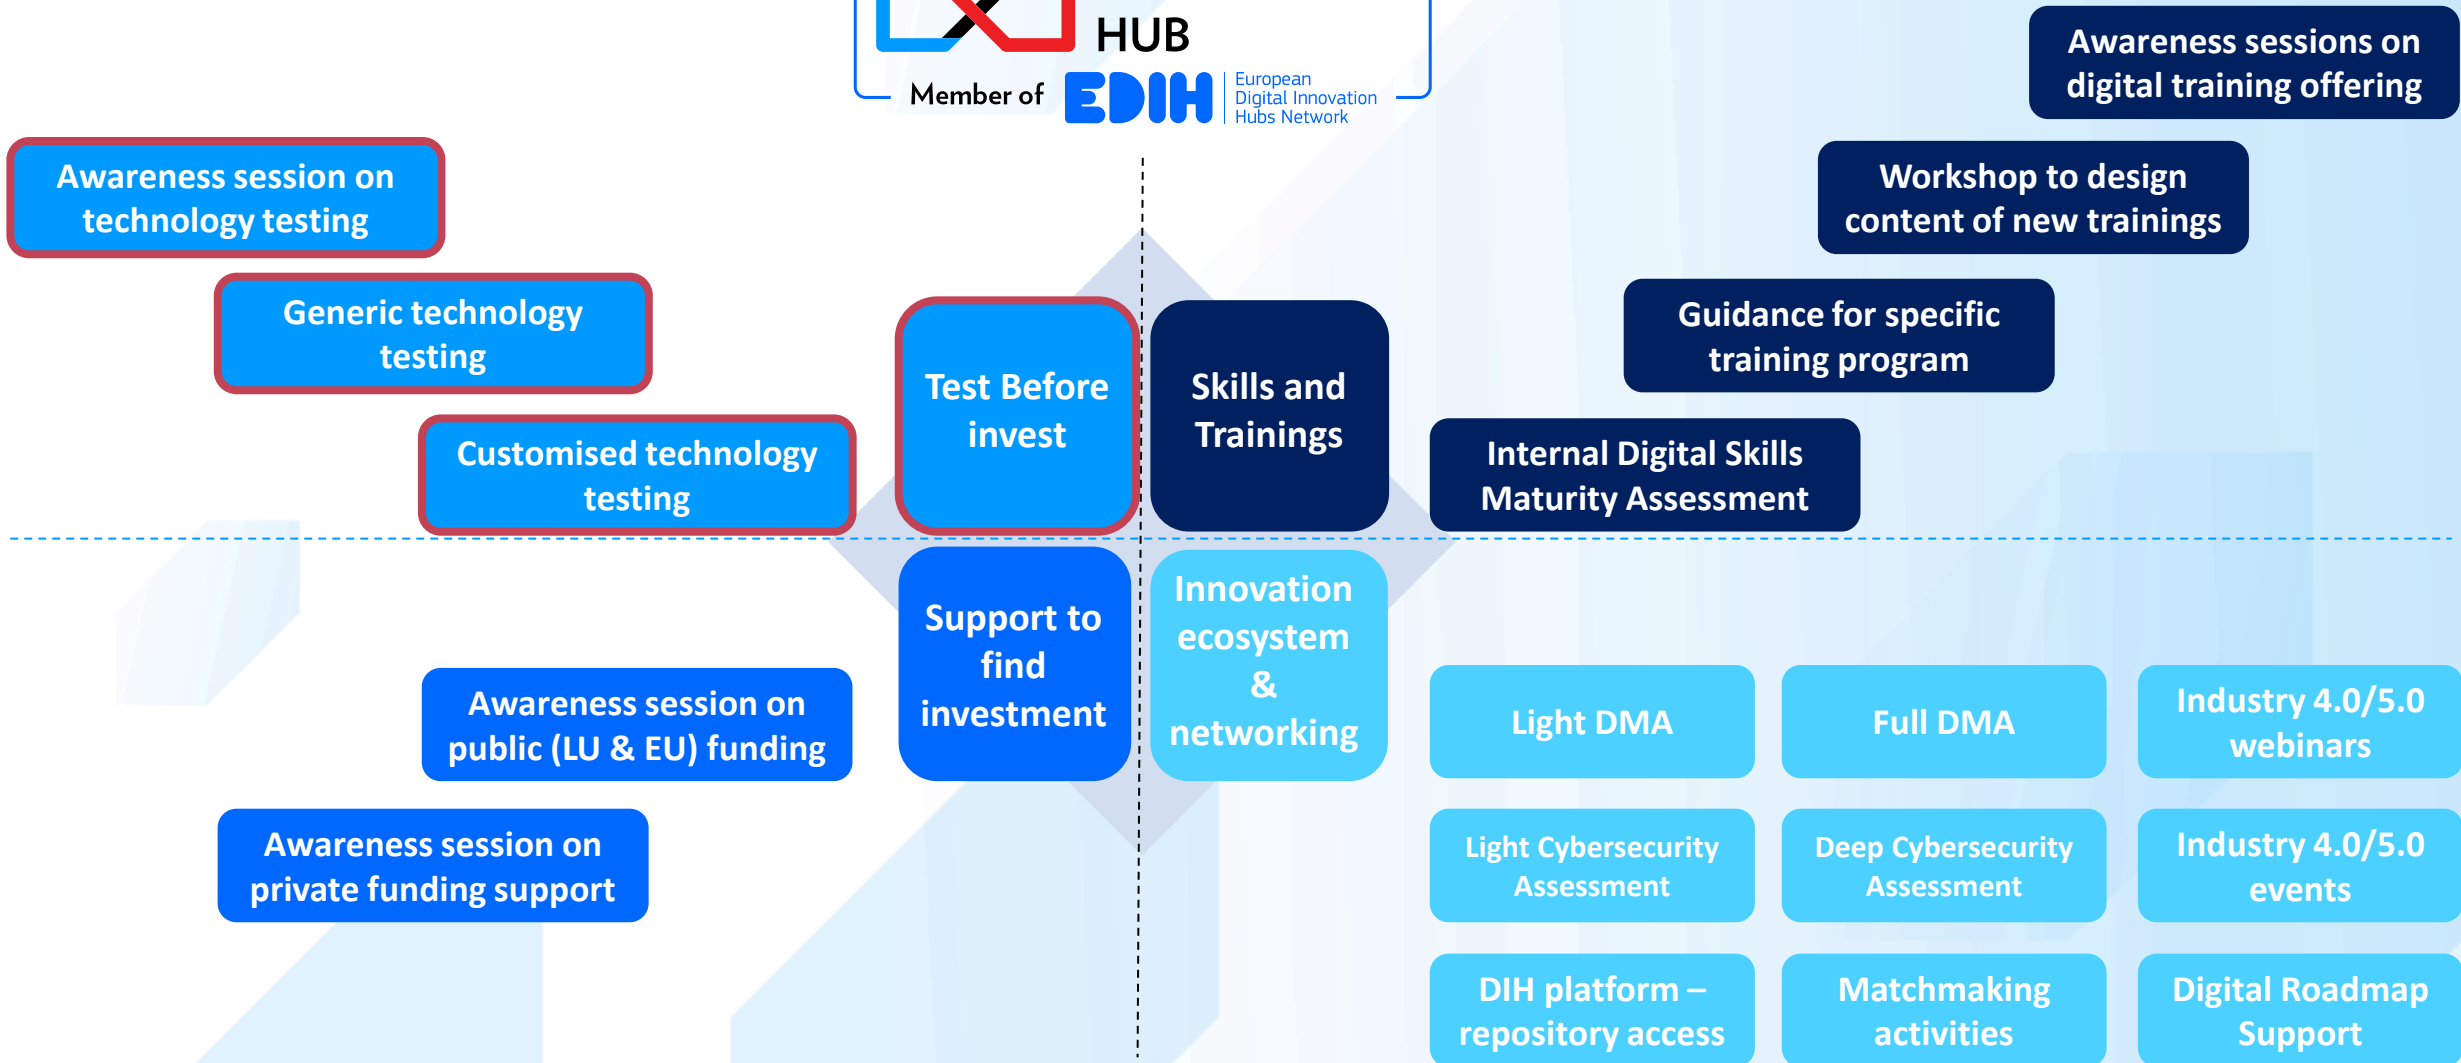 HUB
Member of EDIH
European
Digital Innovation
Hubs Network
Awareness sessions on
digital training offering
Awareness session on
technology testing
Workshop to design
content of new trainings
Generic technology
testing
Guidance for specific
training program
Customised technology
testing
Test Before
invest
Skills and
Trainings
Internal Digital Skills
Maturity Assessment
Support to
find
investment
Innovation
ecosystem
&
networking
Awareness session on
public (LU & EU) funding
Awareness session on
private funding support
Light DMA
Full DMA
Industry 4.0/5.0
webinars
Light Cybersecurity
Assessment
Deep Cybersecurity
Assessment
Industry 4.0/5.0
events
DIH platform –
repository access
Matchmaking
activities
Digital Roadmap
Support